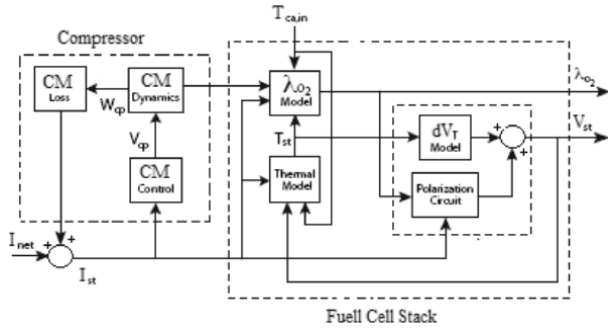 Compressor
T_ca,in
CM
Loss
W_cp
CM
Dynamics
λ_O2
Model
λ_O2
V_cp
T_st
dV_T
Model
V_st
CM
Control
Thermal
Model
Polarization
Circuit
I_net
I_st
+ + + +
Fuell Cell Stack